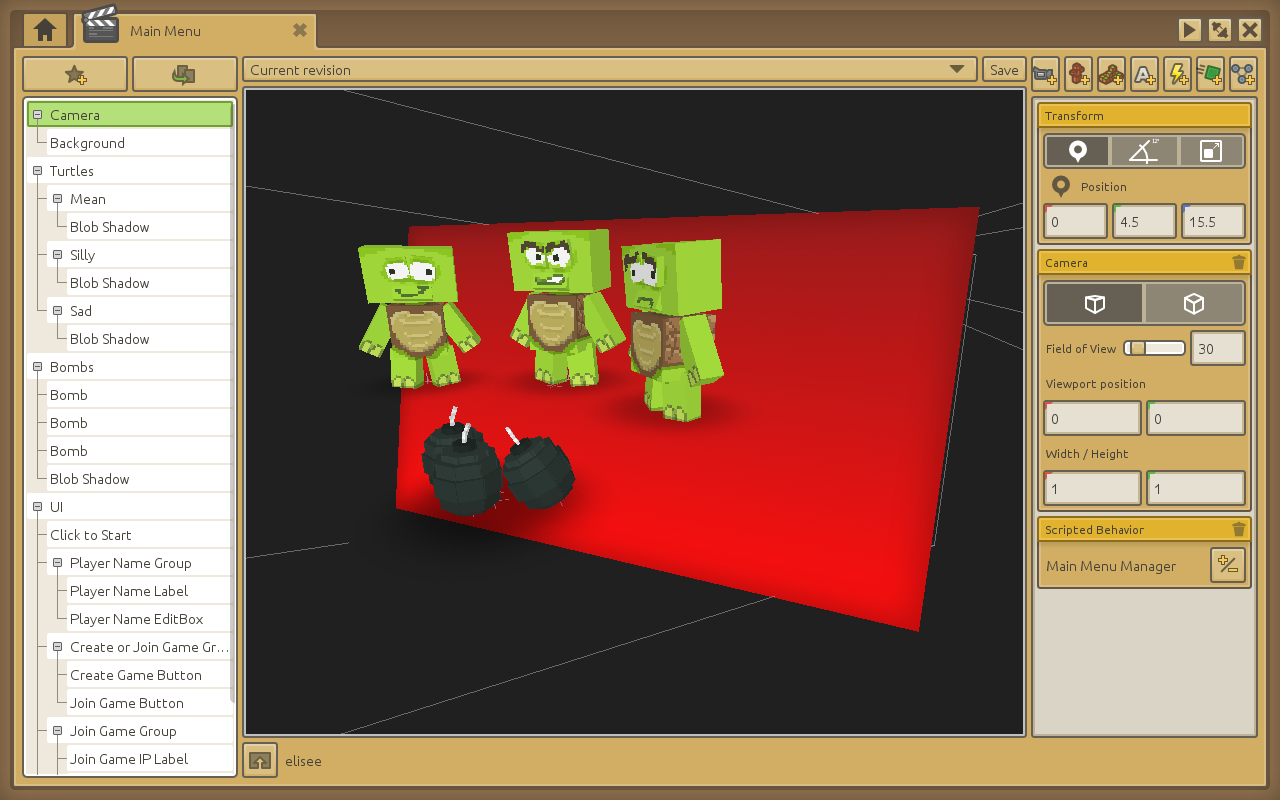 Main Menu
Current revision
Save
Camera
Background
Turtles
Mean
Blob Shadow
Silly
Blob Shadow
Sad
Blob Shadow
Bombs
Bomb
Bomb
Bomb
Blob Shadow
UI
Click to Start
Player Name Group
Player Name Label
Player Name EditBox
Create or Join Game Gr...
Create Game Button
Join Game Button
Join Game Group
Join Game IP Label
Transform
12°
Position
0 4.5 15.5
Camera
Field of View 30
Viewport position
0 0
Width / Height
1 1
Scripted Behavior
Main Menu Manager
elisee